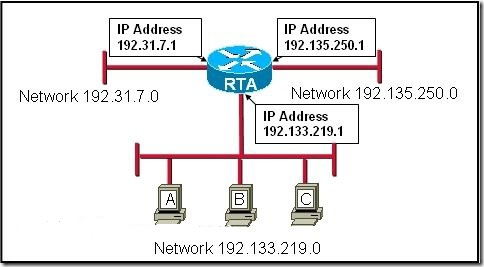 IP Address
192.31.7.1
IP Address
192.135.250.1
RTA
Network 192.31.7.0
Network 192.135.250.0
IP Address
192.133.219.1
A
B
C
Network 192.133.219.0